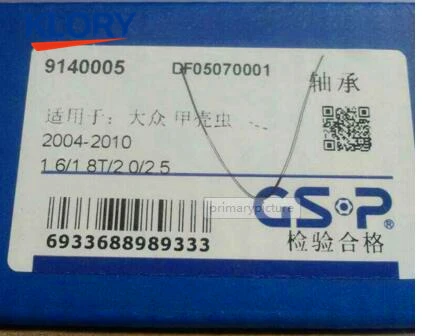 KLORY
9140005 DF05070001
轴承
适用于: 大众 甲壳虫
2004-2010
1.6/1.8T/2.0/2.5
primarypicture
GSP®
6933688989333
检验合格